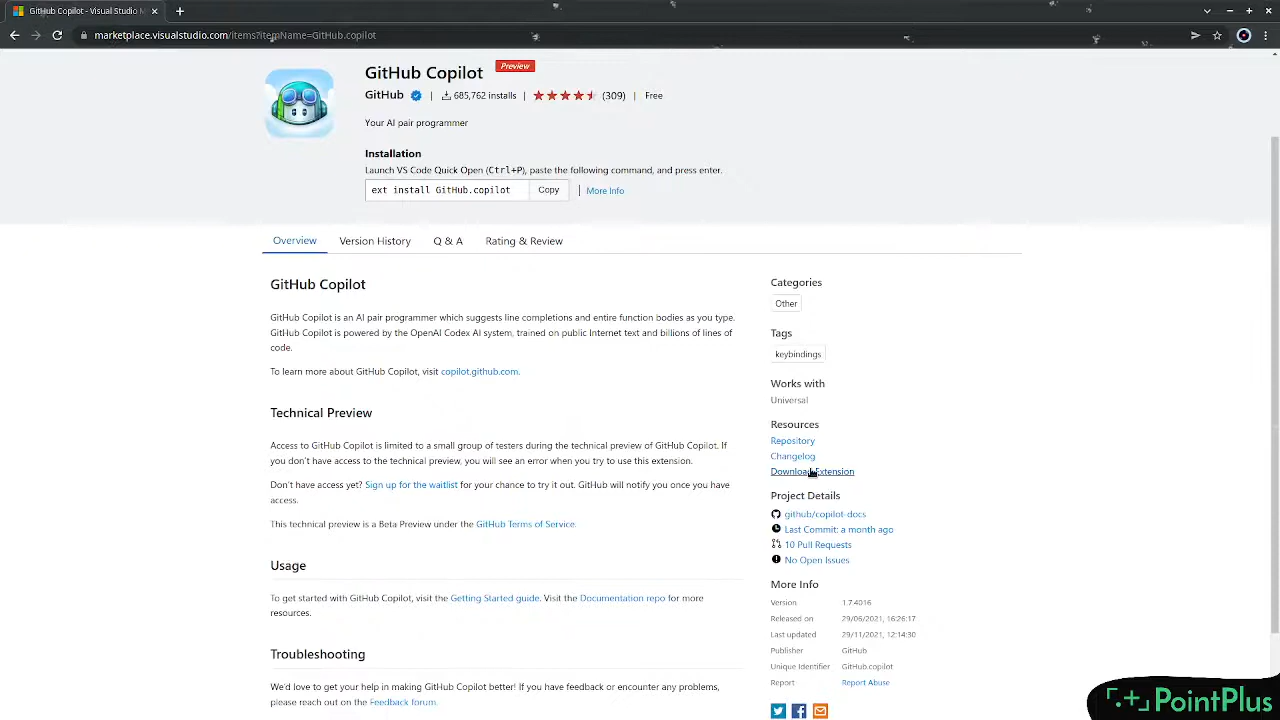 GitHub Copilot - Visual Studio M
marketplace.visualstudio.com/items?itemName=GitHub.copilot
GitHub Copilot Preview
GitHub | 685,762 installs | (309) | Free
Your AI pair programmer
Installation
Launch VS Code Quick Open (Ctrl+P), paste the following command, and press enter.
ext install GitHub.copilot Copy | More Info
Overview Version History Q & A Rating & Review
GitHub Copilot
GitHub Copilot is an AI pair programmer which suggests line completions and entire function bodies as you type.
GitHub Copilot is powered by the OpenAI Codex AI system, trained on public Internet text and billions of lines of
code.
To learn more about GitHub Copilot, visit copilot.github.com.
Technical Preview
Access to GitHub Copilot is limited to a small group of testers during the technical preview of GitHub Copilot. If
you don't have access to the technical preview, you will see an error when you try to use this extension.
Don't have access yet? Sign up for the waitlist for your chance to try it out. GitHub will notify you once you have
access.
This technical preview is a Beta Preview under the GitHub Terms of Service.
Usage
To get started with GitHub Copilot, visit the Getting Started guide. Visit the Documentation repo for more
resources.
Troubleshooting
We'd love to get your help in making GitHub Copilot better! If you have feedback or encounter any problems,
please reach out on the Feedback forum.
Categories
Other
Tags
keybindings
Works with
Universal
Resources
Repository
Changelog
Download Extension
Project Details
github/copilot-docs
Last Commit: a month ago
10 Pull Requests
No Open Issues
More Info
Version 1.7.4016
Released on 29/06/2021, 16:26:17
Last updated 29/11/2021, 12:14:30
Publisher GitHub
Unique Identifier GitHub.copilot
Report Report Abuse
PointPlus